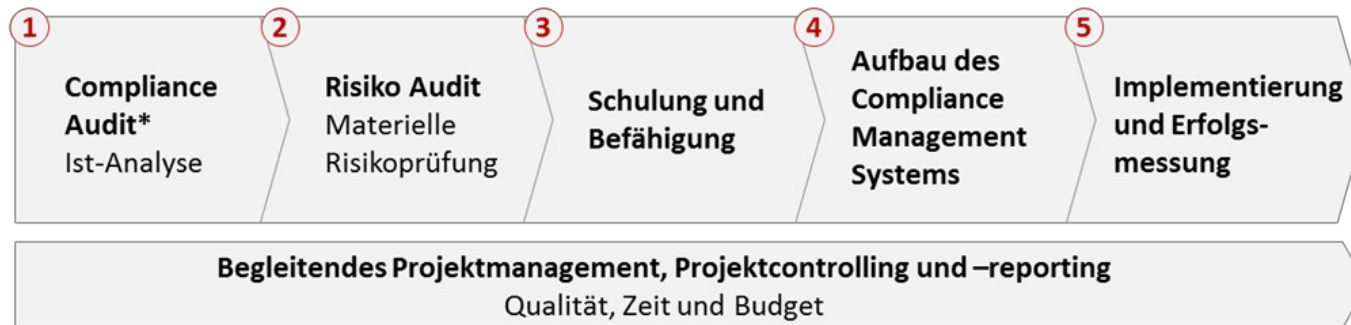 1
Compliance
Audit*
Ist-Analyse
2
Risiko Audit
Materielle
Risikoprüfung
3
Schulung und
Befähigung
4
Aufbau des
Compliance
Management
Systems
5
Implementierung
und Erfolgs-
messung
Begleitendes Projektmanagement, Projektcontrolling und –reporting
Qualität, Zeit und Budget